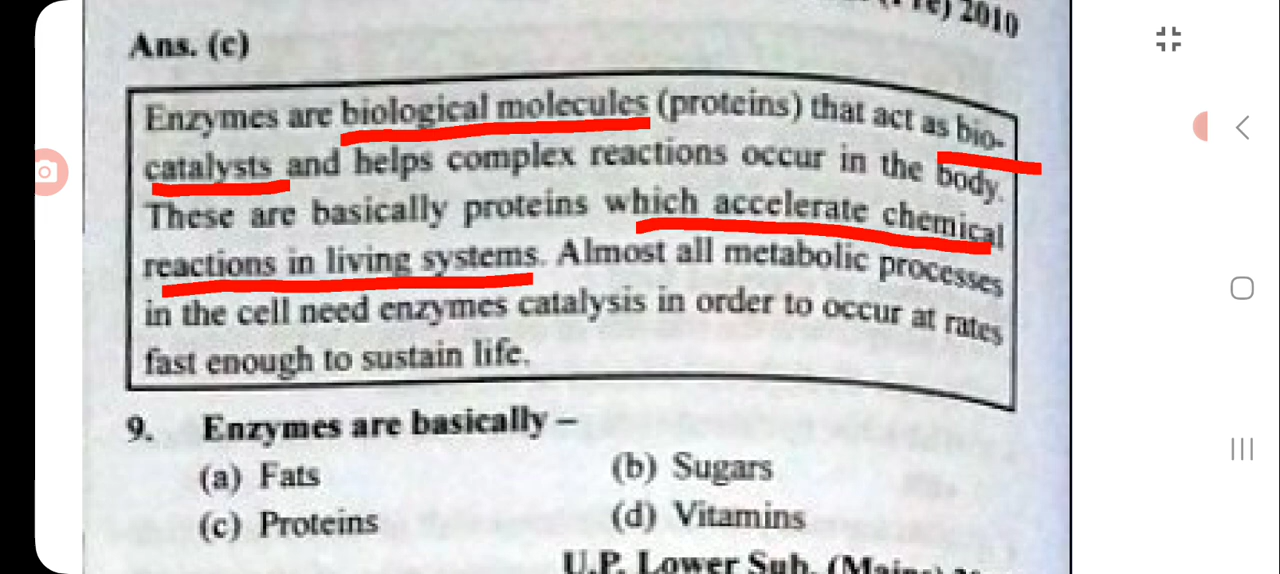 2010
Ans. (c)
Enzymes are biological molecules (proteins) that act as bio-
catalysts and helps complex reactions occur in the body.
These are basically proteins which accelerate chemical
reactions in living systems. Almost all metabolic processes
in the cell need enzymes catalysis in order to occur at rates
fast enough to sustain life.
9. Enzymes are basically –
(a) Fats (b) Sugars
(c) Proteins (d) Vitamins
U.P. Lower Sub.